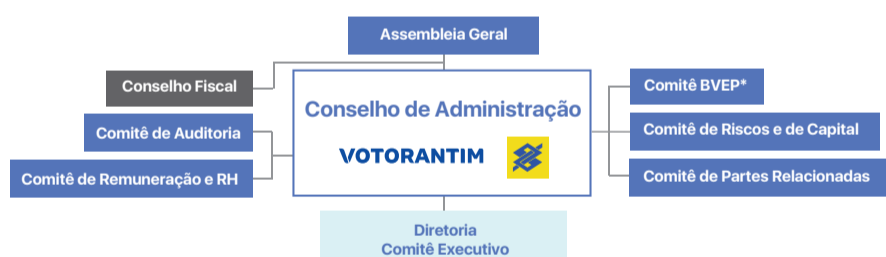 Assembleia Geral
Conselho Fiscal
Comitê de Auditoria
Comitê de Remuneração e RH
Conselho de Administração
VOTORANTIM
Comitê BVEP*
Comitê de Riscos e de Capital
Comitê de Partes Relacionadas
Diretoria
Comitê Executivo